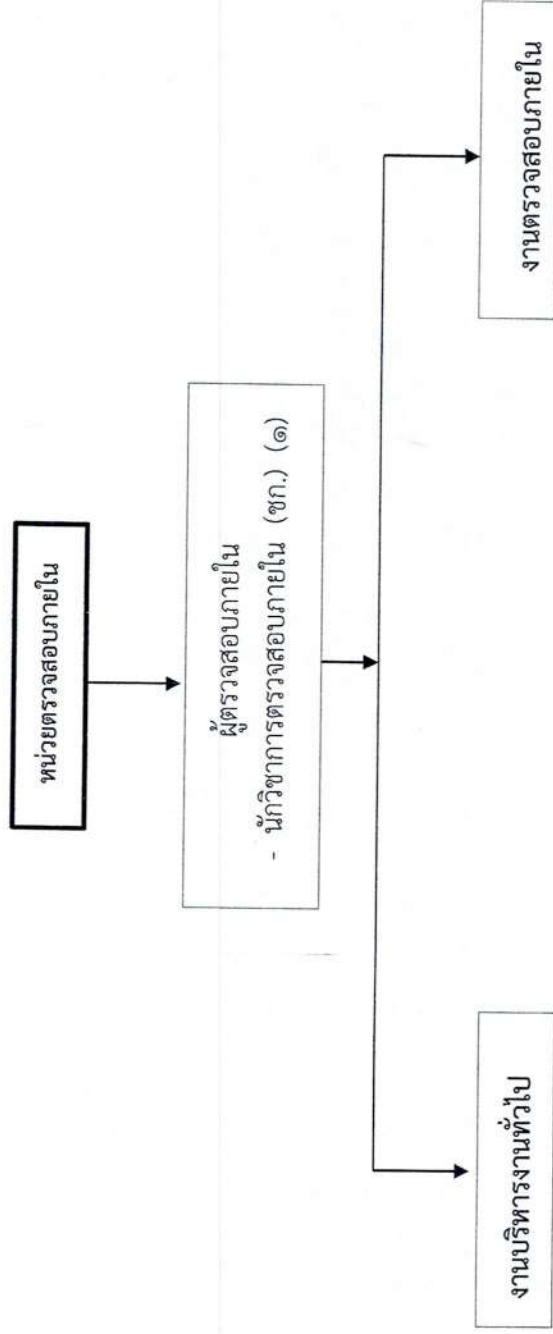 หน่วยตรวจสอบภายใน
ผู้ตรวจสอบภายใน
- นักวิชาการตรวจสอบภายใน (ชก.) (๑)
งานบริหารงานทั่วไป
งานตรวจสอบภายใน